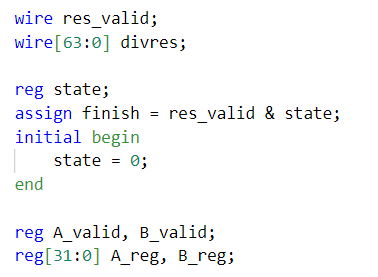 wire res_valid;
wire[63:0] divres;
reg state;
assign finish = res_valid & state;
initial begin
state = 0;
end
reg A_valid, B_valid;
reg[31:0] A_reg, B_reg;